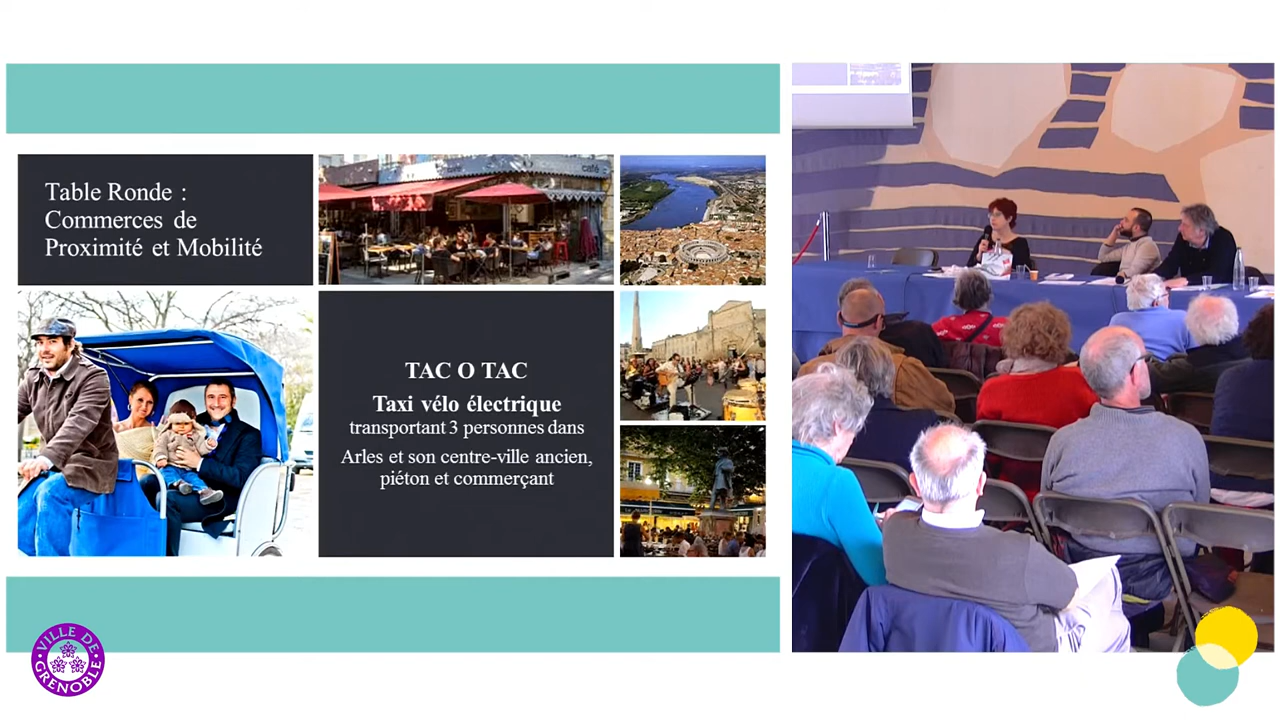 Table Ronde :
Commerces de
Proximité et Mobilité
café
TAC O TAC
Taxi vélo électrique
transportant 3 personnes dans
Arles et son centre-ville ancien,
piéton et commerçant
VILLE DE
GRENOBLE